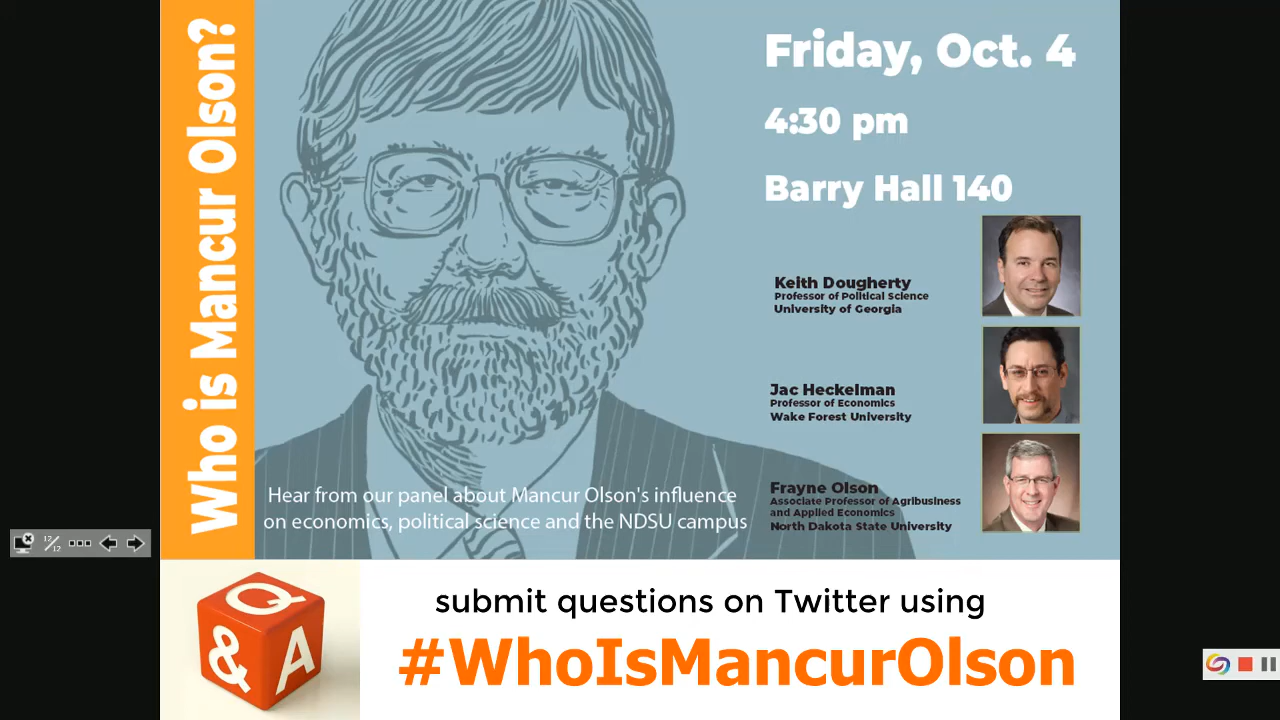 Who is Mancur Olson?
Friday, Oct. 4
4:30 pm
Barry Hall 140
Keith Dougherty
Professor of Political Science
University of Georgia
Jac Heckelman
Professor of Economics
Wake Forest University
Frayne Olson
Associate Professor of Agribusiness
and Applied Economics
North Dakota State University
Hear from our panel about Mancur Olson's influence
on economics, political science and the NDSU campus
12/12
Q
& A
submit questions on Twitter using
#WhoIsMancurOlson